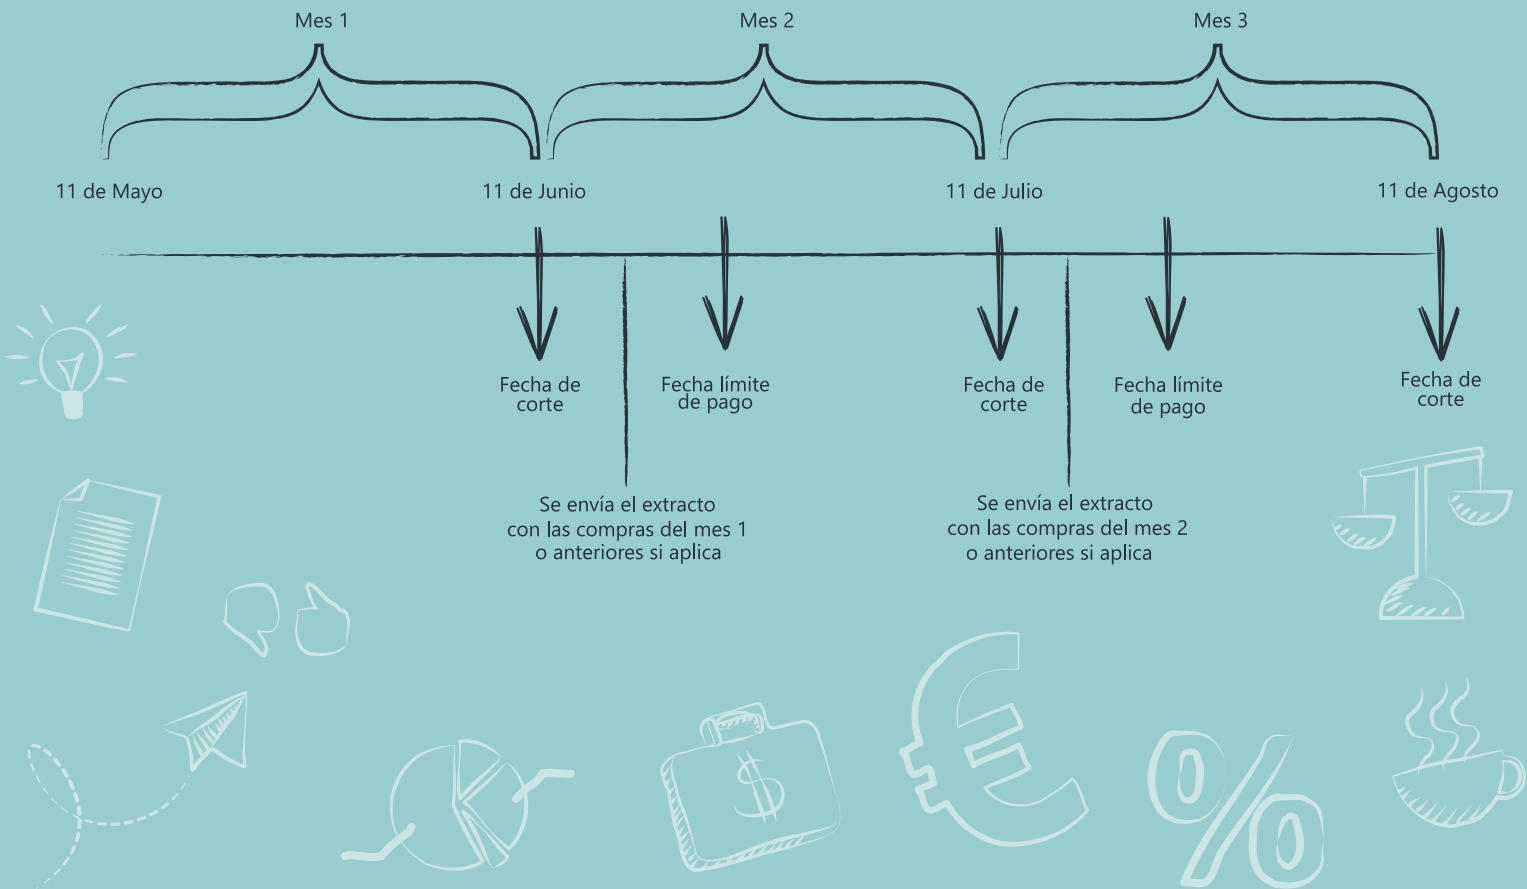 Mes 1
Mes 2
Mes 3
11 de Mayo
11 de Junio
11 de Julio
11 de Agosto
Fecha de
corte
Fecha límite
de pago
Fecha de
corte
Fecha límite
de pago
Fecha de
corte
Se envía el extracto
con las compras del mes 1
o anteriores si aplica
Se envía el extracto
con las compras del mes 2
o anteriores si aplica
$
€
%